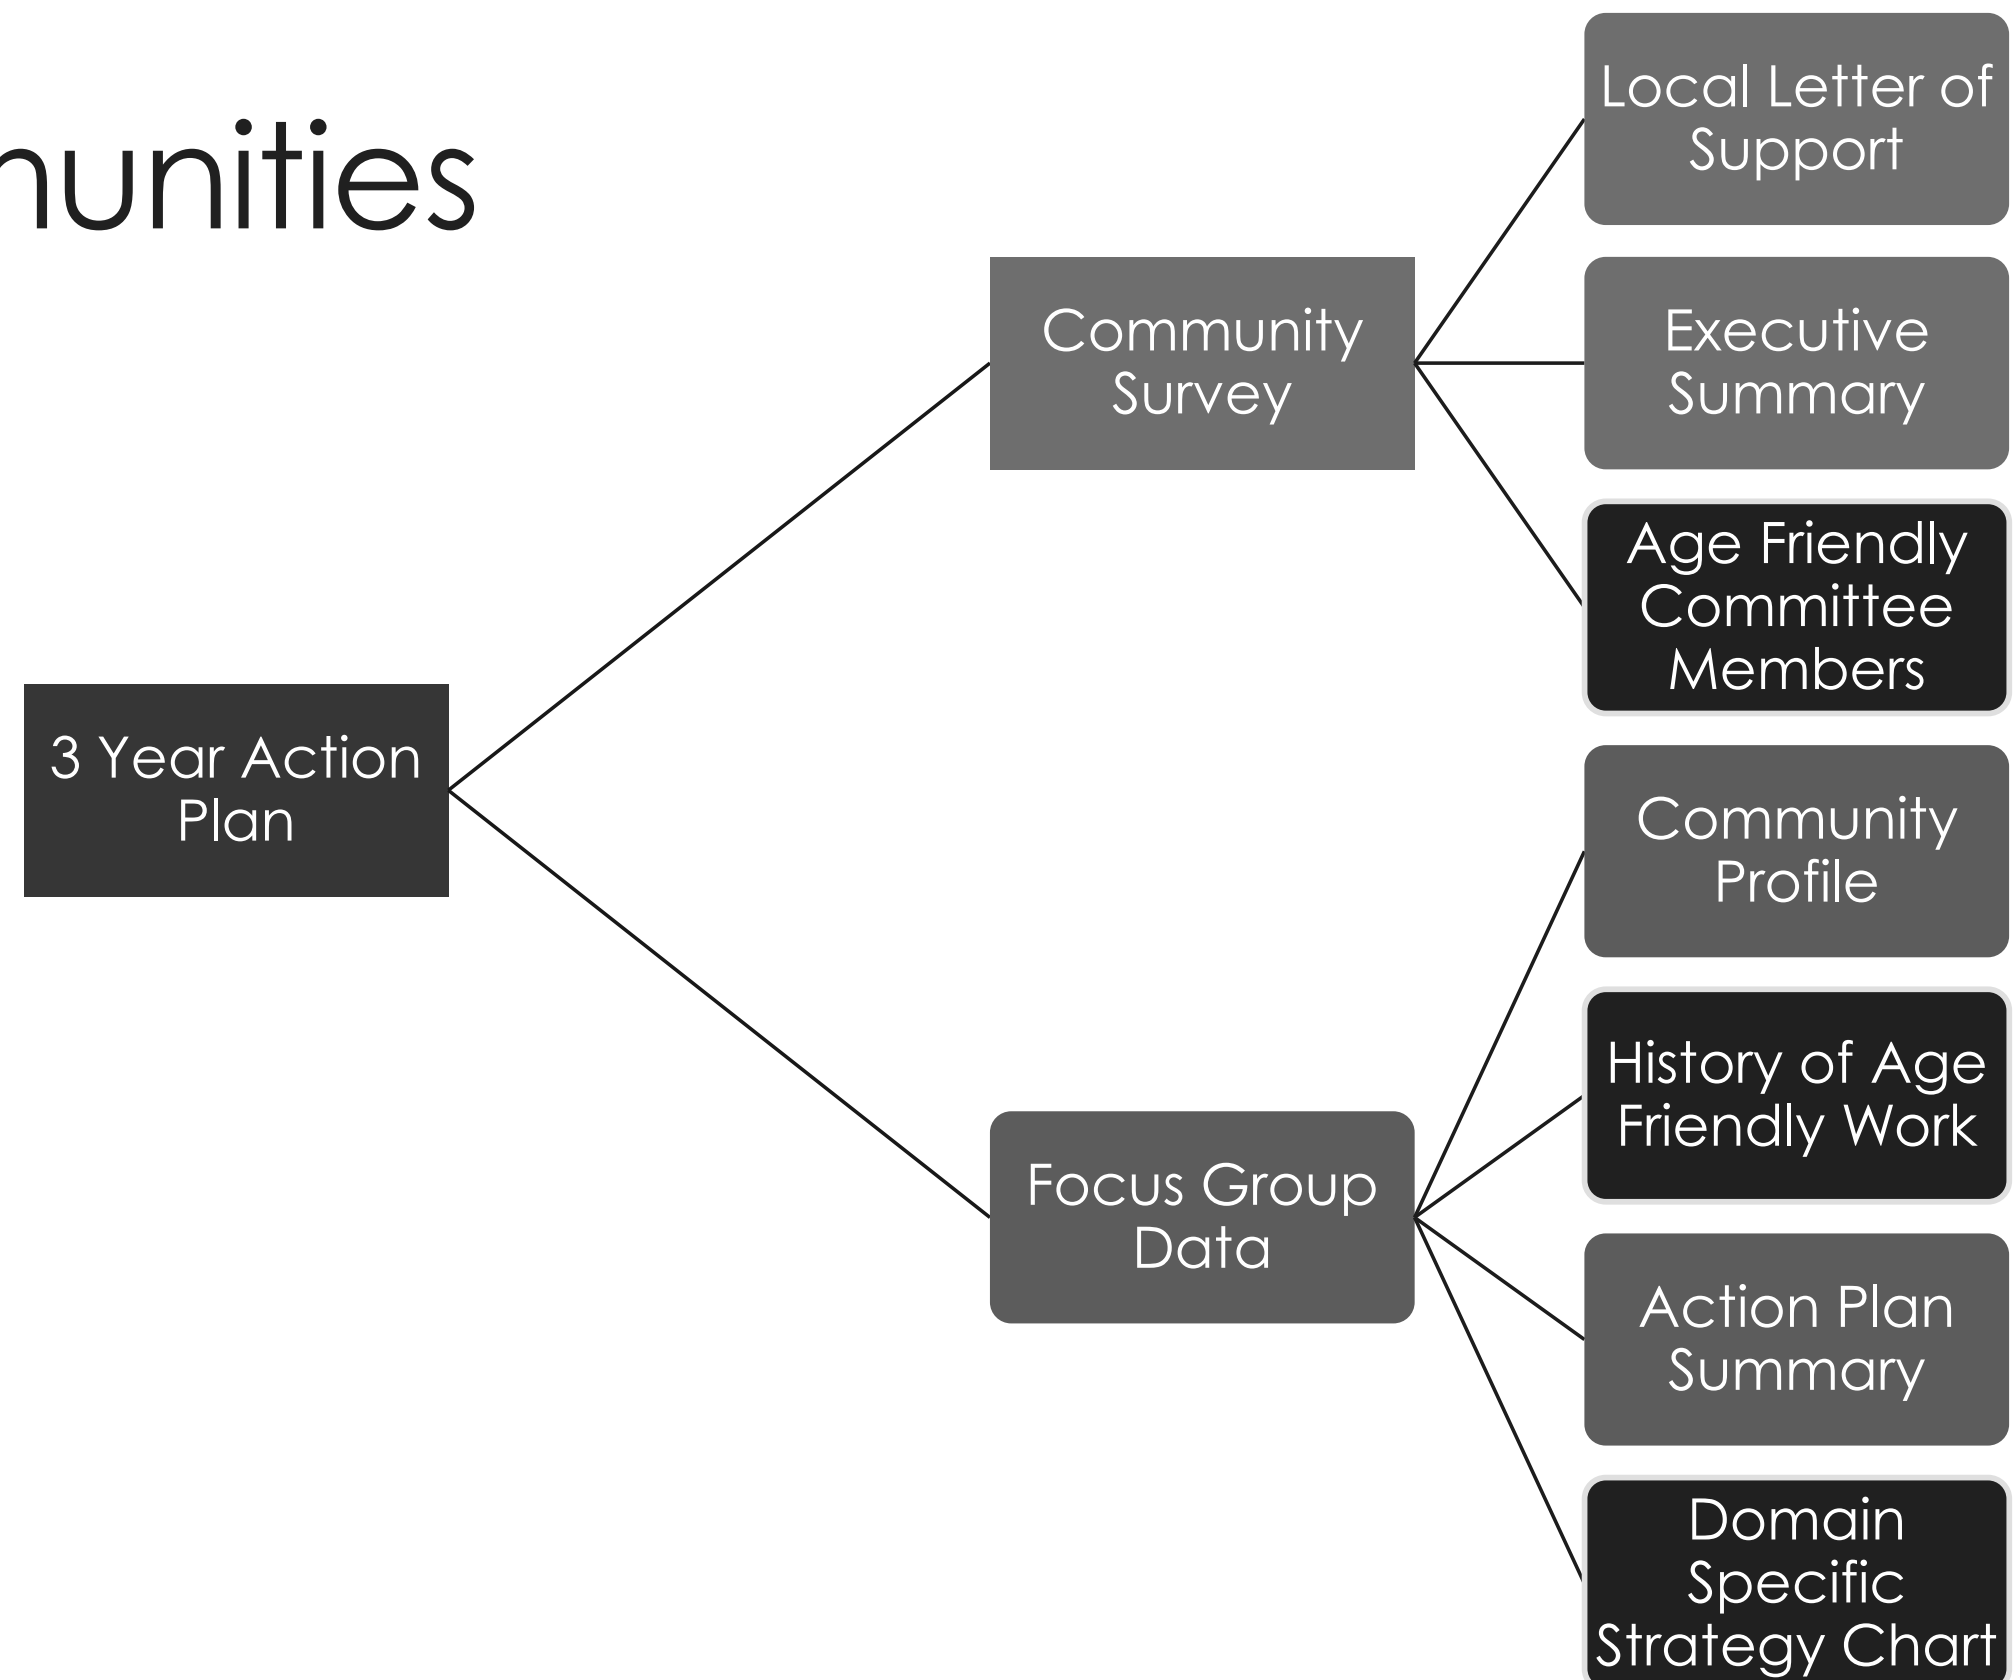 munities
Local Letter of
Support
Community
Survey
Executive
Summary
Age Friendly
Committee
Members
3 Year Action
Plan
Community
Profile
Focus Group
Data
History of Age
Friendly Work
Action Plan
Summary
Domain
Specific
Strategy Chart